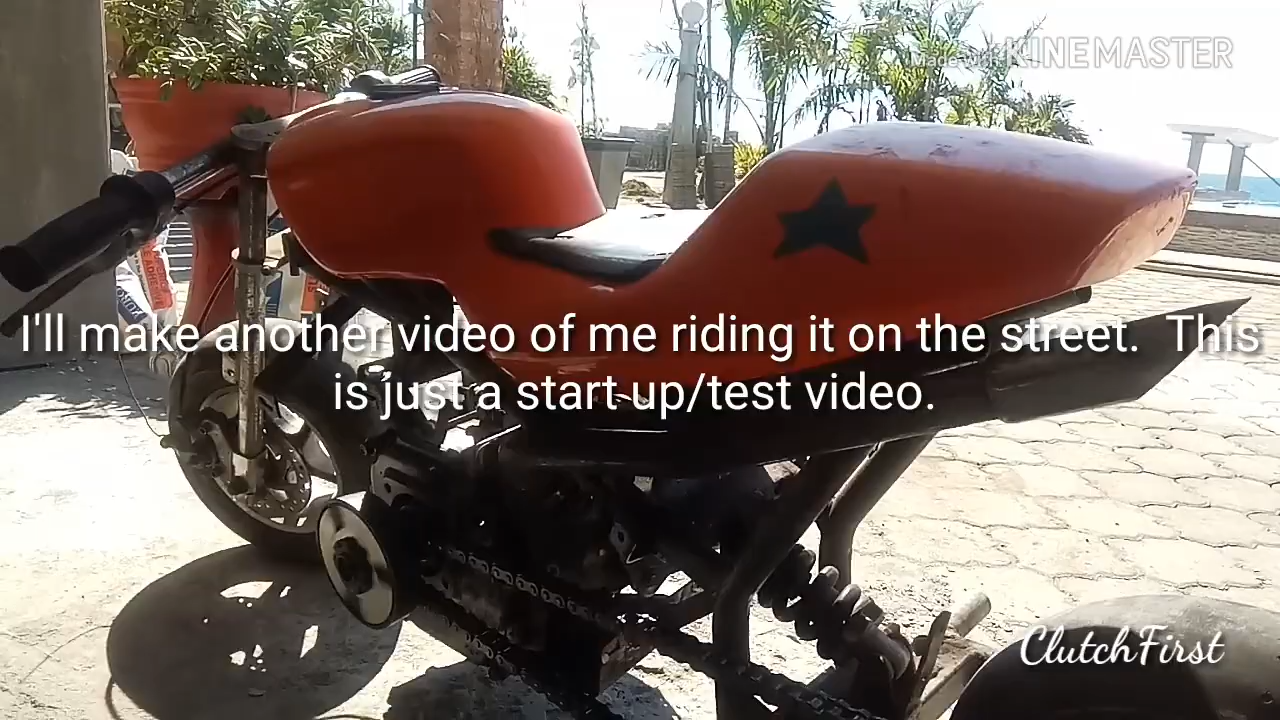 Made with KINEMASTER
I'll make another video of me riding it on the street.  This
is just a start up/test video.
ClutchFirst